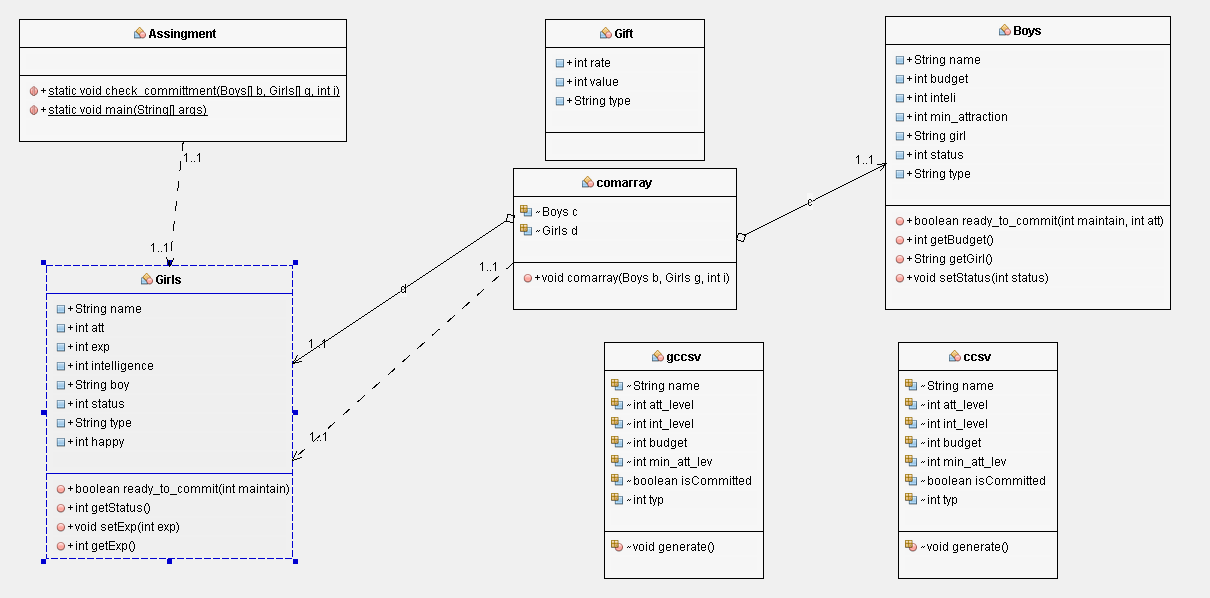 Assingment
+ static void check_committment(Boys[] b, Girls[] g, int i)
+ static void main(String[] args)
1..1
1..1
Gift
+int rate
+int value
+String type
Boys
+String name
+int budget
+int inteli
+int min_attraction
+String girl
+int status
+String type
+boolean ready_to_commit(int maintain, int att)
+int getBudget()
+String getGirl()
+void setStatus(int status)
1..1
c
comarray
~Boys c
~Girls d
+void comarray(Boys b, Girls g, int i)
1..1
d
1..1
1..1
Girls
+String name
+int att
+int exp
+int intelligence
+String boy
+int status
+String type
+int happy
+boolean ready_to_commit(int maintain)
+int getStatus()
+void setExp(int exp)
+int getExp()
gccsv
~String name
~int att_level
~int int_level
~int budget
~int min_att_lev
~boolean isCommitted
~int typ
~void generate()
ccsv
~String name
~int att_level
~int int_level
~int budget
~int min_att_lev
~boolean isCommitted
~int typ
~void generate()